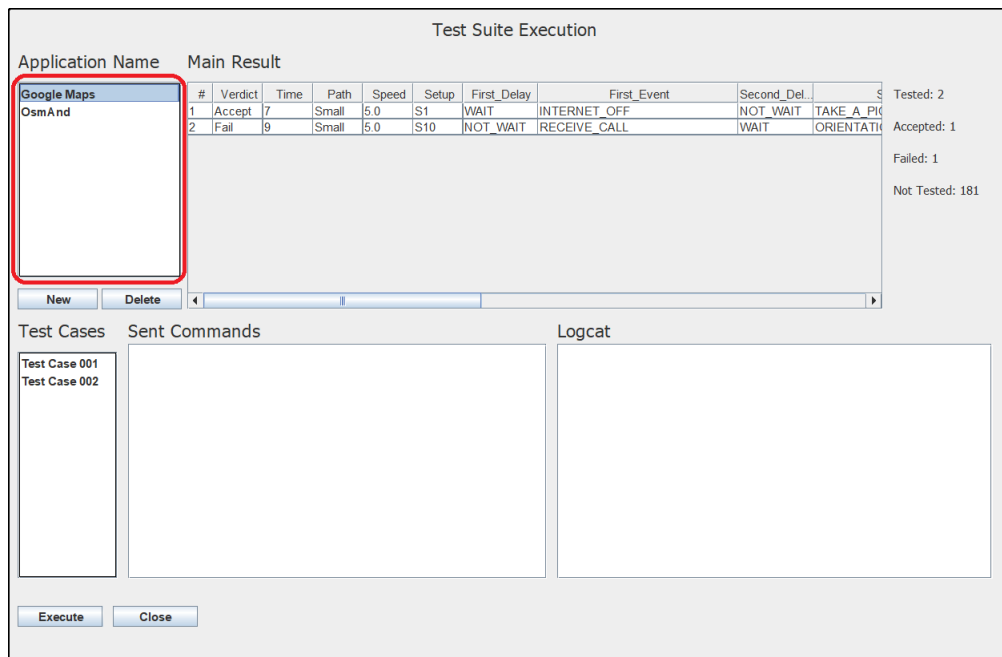 Test Suite Execution
Application Name Main Result
Google Maps
OsmAnd
# Verdict Time Path Speed Setup First_Delay First_Event Second_Del... S
1 Accept 7 Small 5.0 S1 WAIT INTERNET_OFF NOT_WAIT TAKE_A_PI
2 Fail 9 Small 5.0 S10 NOT_WAIT RECEIVE_CALL WAIT ORIENTATI
Tested: 2
Accepted: 1
Failed: 1
Not Tested: 181
New Delete
Test Cases Sent Commands Logcat
Test Case 001
Test Case 002
Execute Close